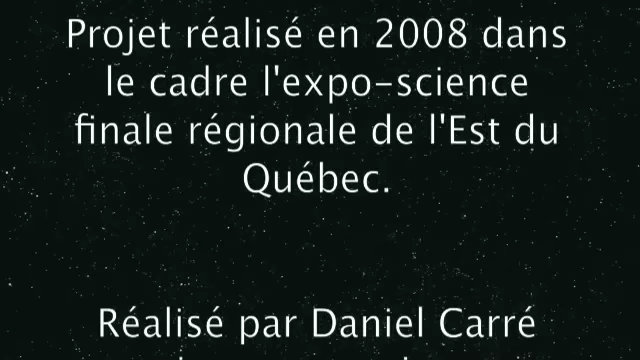 Projet réalisé en 2008 dans
le cadre l'expo-science
finale régionale de l'Est du
Québec.
Réalisé par Daniel Carré